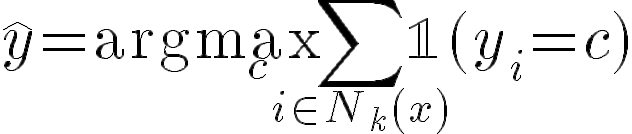 ŷ = argmax_c ∑_{i∈N_k(x)} 𝟙(y_i = c)